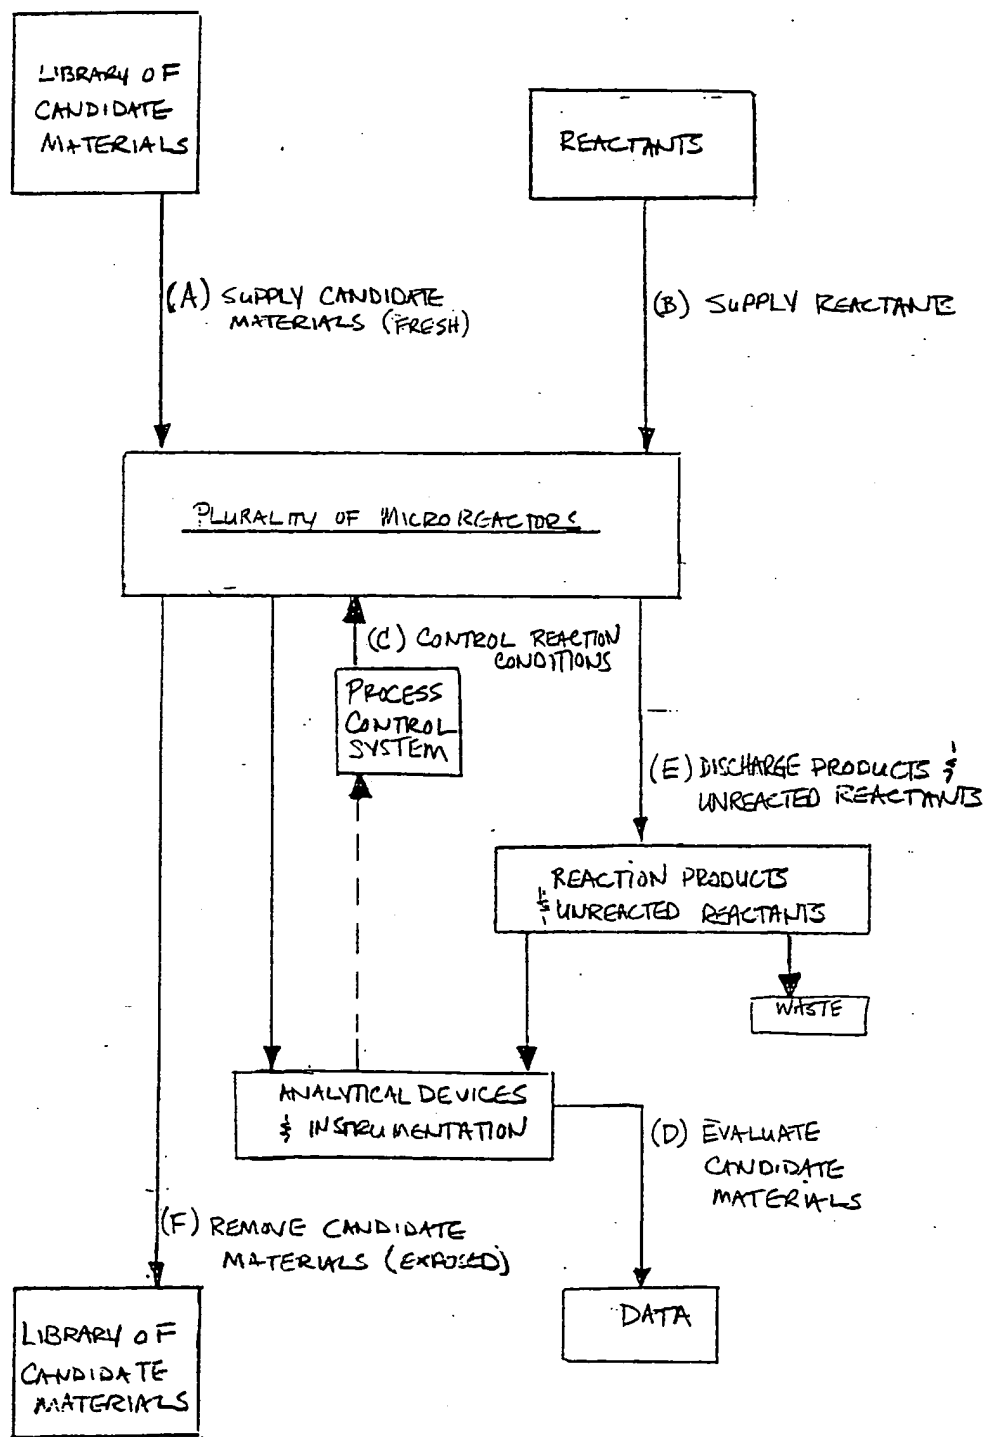 LIBRARY OF
CANDIDATE
MATERIALS
REACTANTS
(A) SUPPLY CANDIDATE
MATERIALS (FRESH)
(B) SUPPLY REACTANTS
PLURALITY OF MICROREACTORS
(C) CONTROL REACTION
CONDITIONS
PROCESS
CONTROL
SYSTEM
(E) DISCHARGE PRODUCTS &
UNREACTED REACTANTS
REACTION PRODUCTS
& UNREACTED REACTANTS
WASTE
ANALYTICAL DEVICES
& INSTRUMENTATION
(D) EVALUATE
CANDIDATE
MATERIALS
(F) REMOVE CANDIDATE
MATERIALS (EXPOSED)
DATA
LIBRARY OF
CANDIDATE
MATERIALS